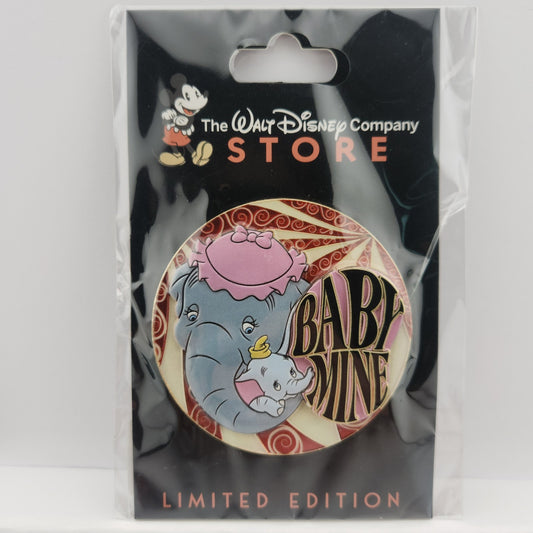 The WALT DISNEY Company
STORE
BABY
MINE
LIMITED EDITION